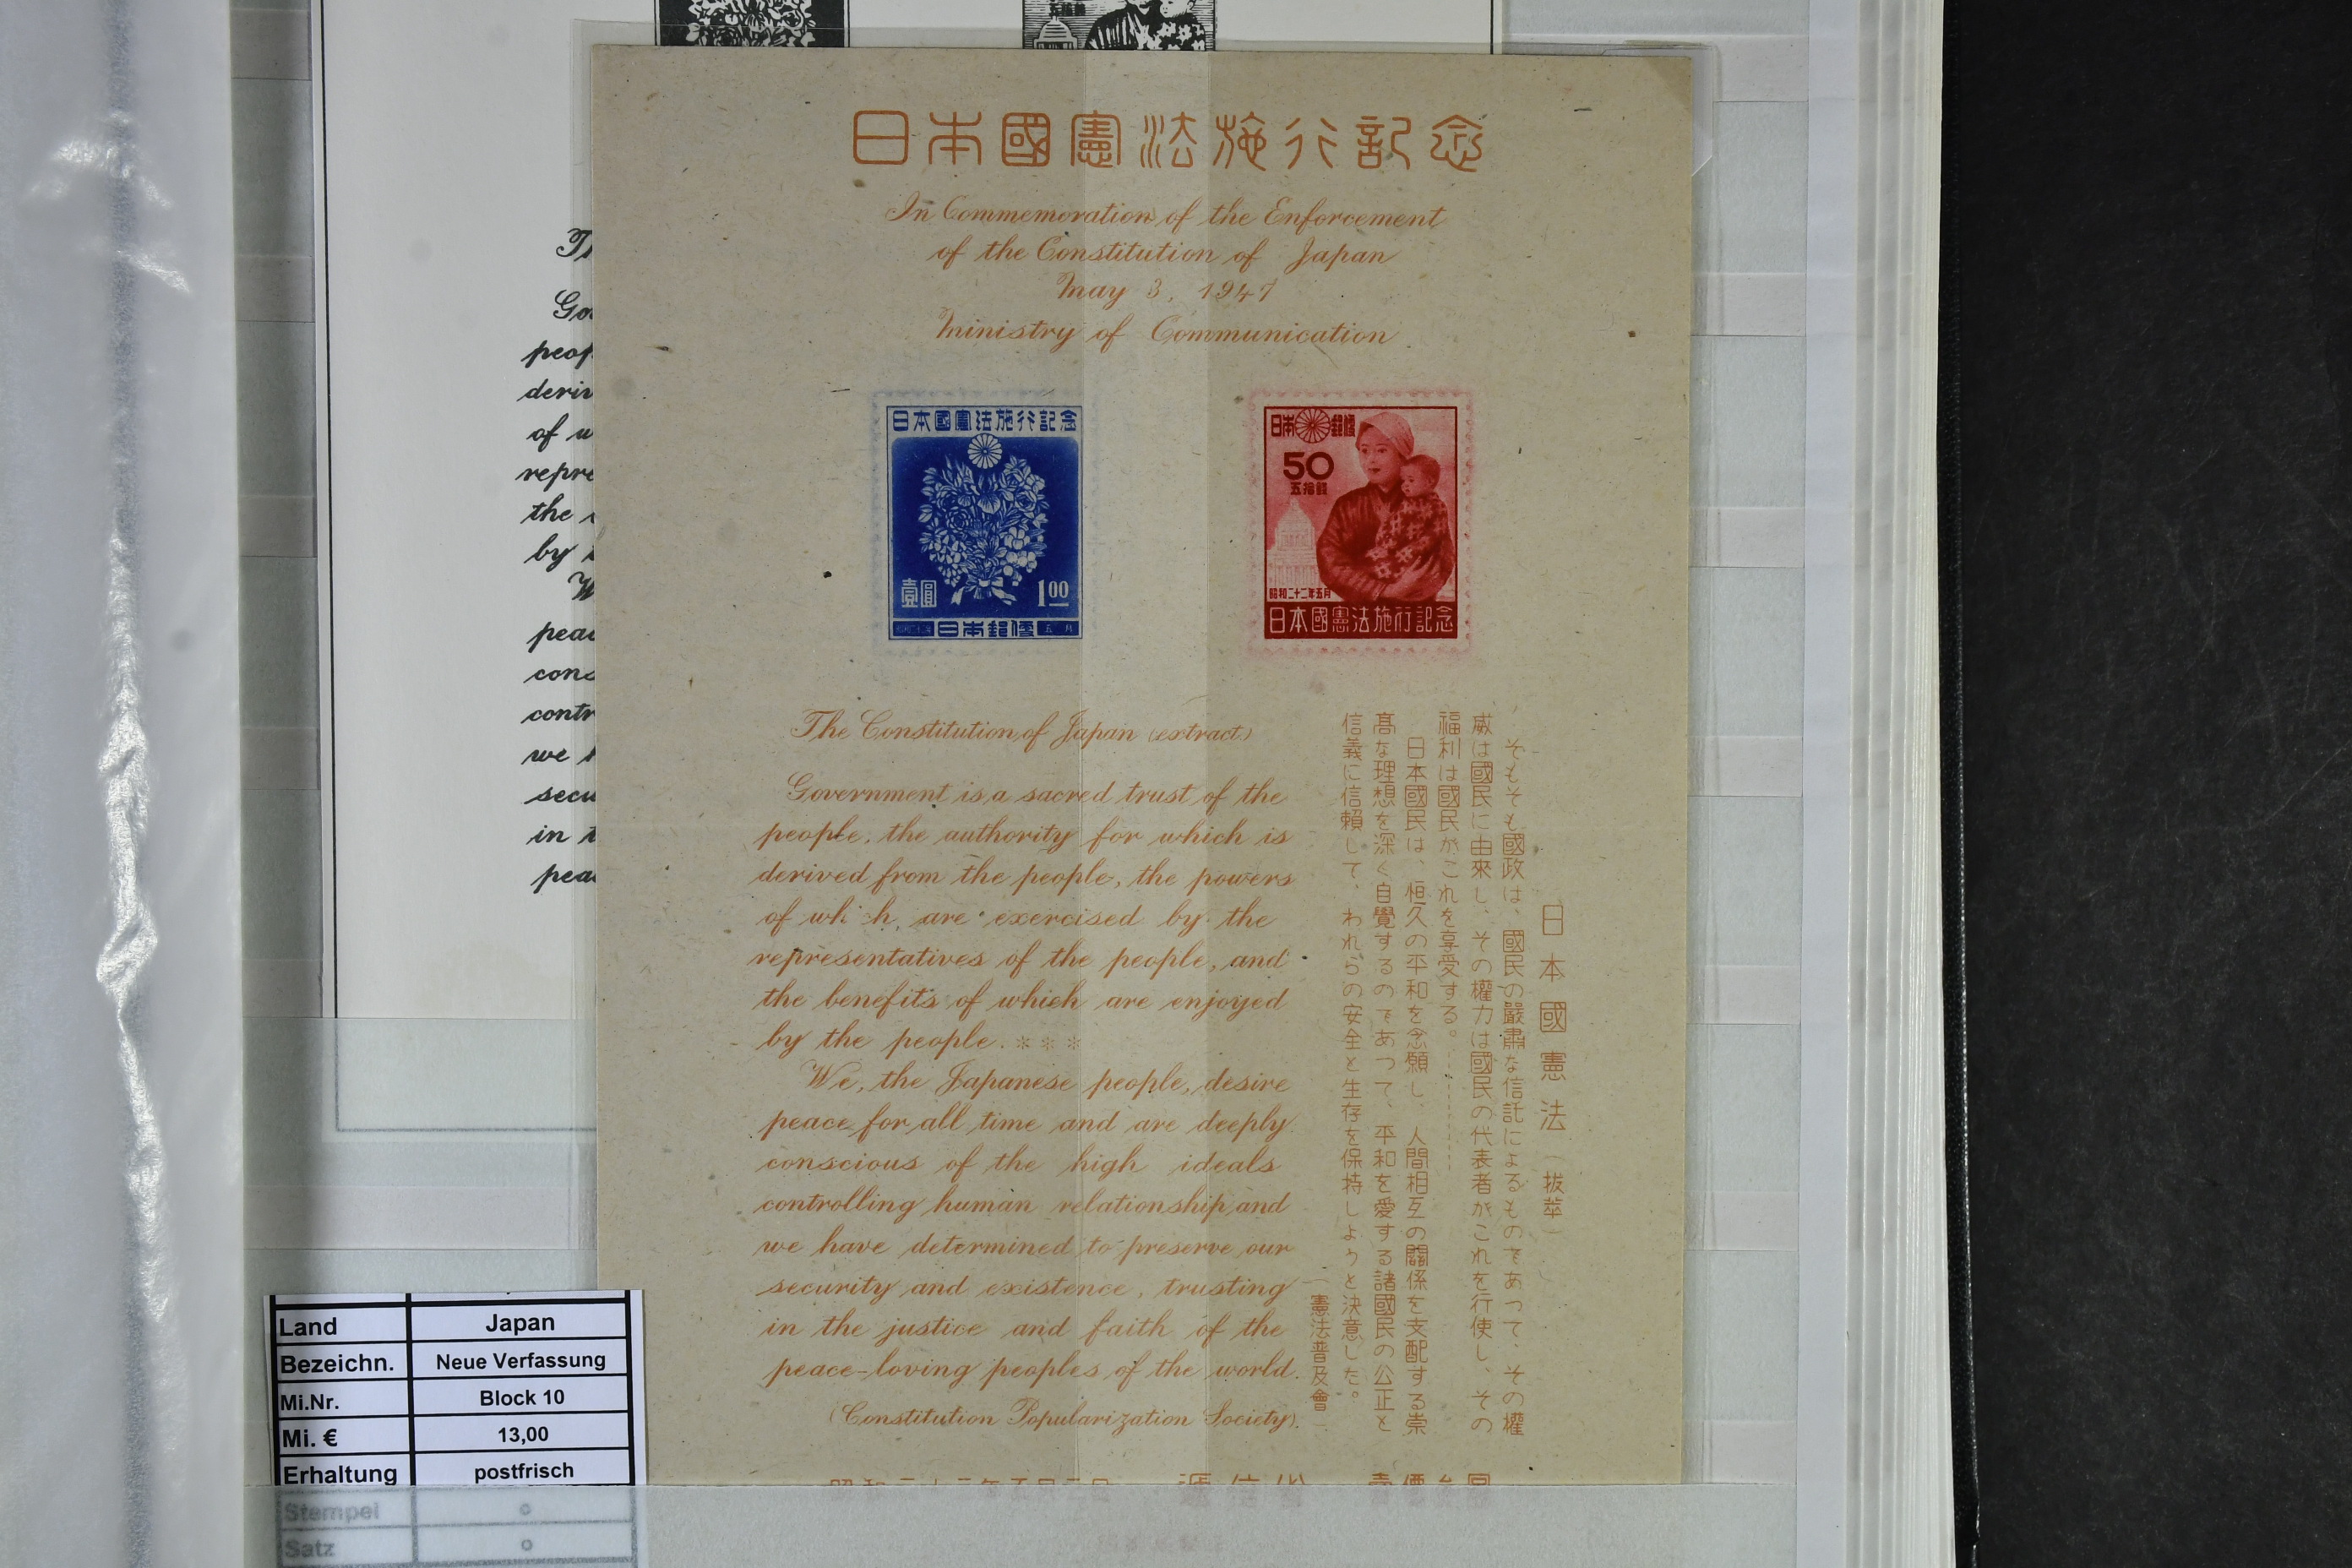 日本國憲法施行記念
In Commemoration of the Enforcement
of the Constitution of Japan
May 3, 1947
Ministry of Communication
日本國憲法施行記念
壹圓
1.00
日本郵便
五月
日本郵便
50
五拾錢
昭和二十二年五月
日本國憲法施行記念
The Constitution of Japan (extract)
Government is a sacred trust of the
people, the authority for which is
derived from the people, the powers
of which are exercised by the
representatives of the people, and
the benefits of which are enjoyed
by the people. ***
We, the Japanese people, desire
peace for all time and are deeply
conscious of the high ideals
controlling human relationship and
we have determined to preserve our
security and existence, trusting
in the justice and faith of the
peace-loving peoples of the world.
(Constitution Popularization Society).
日本國憲法(抜萃)
そもそも國政は、國民の嚴肅な信託によるものであつて、その權
威は國民に由來し、その權力は國民の代表者がこれを行使し、その
福利は國民がこれを享受する。………
日本國民は、恒久の平和を念願し、人間相互の關係を支配する崇
高な理想を深く自覺するのであつて、平和を愛する諸國民の公正と
信義に信賴して、われらの安全と生存を保持しようと決意した。
(憲法普及會)
Go
peop
of
the
by
W
we
in
Land
Japan
Bezeichn.
Neue Verfassung
Mi.Nr.
Block 10
Mi. €
13,00
Erhaltung
postfrisch
Stempel
o
Satz
o